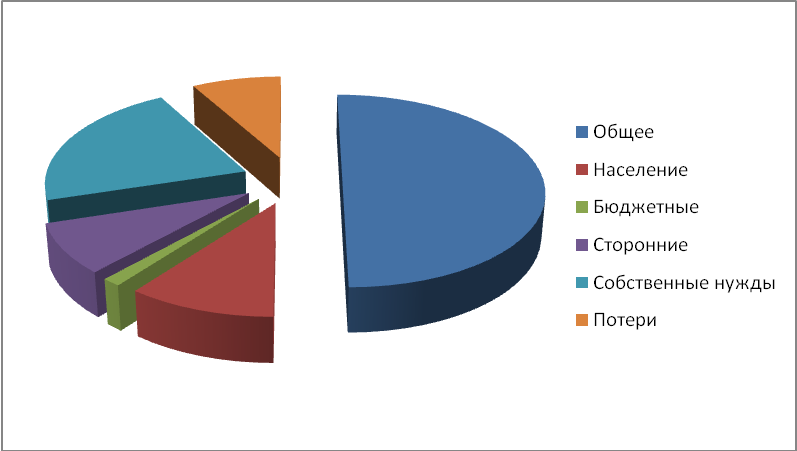 Общее
Население
Бюджетные
Сторонние
Собственные нужды
Потери